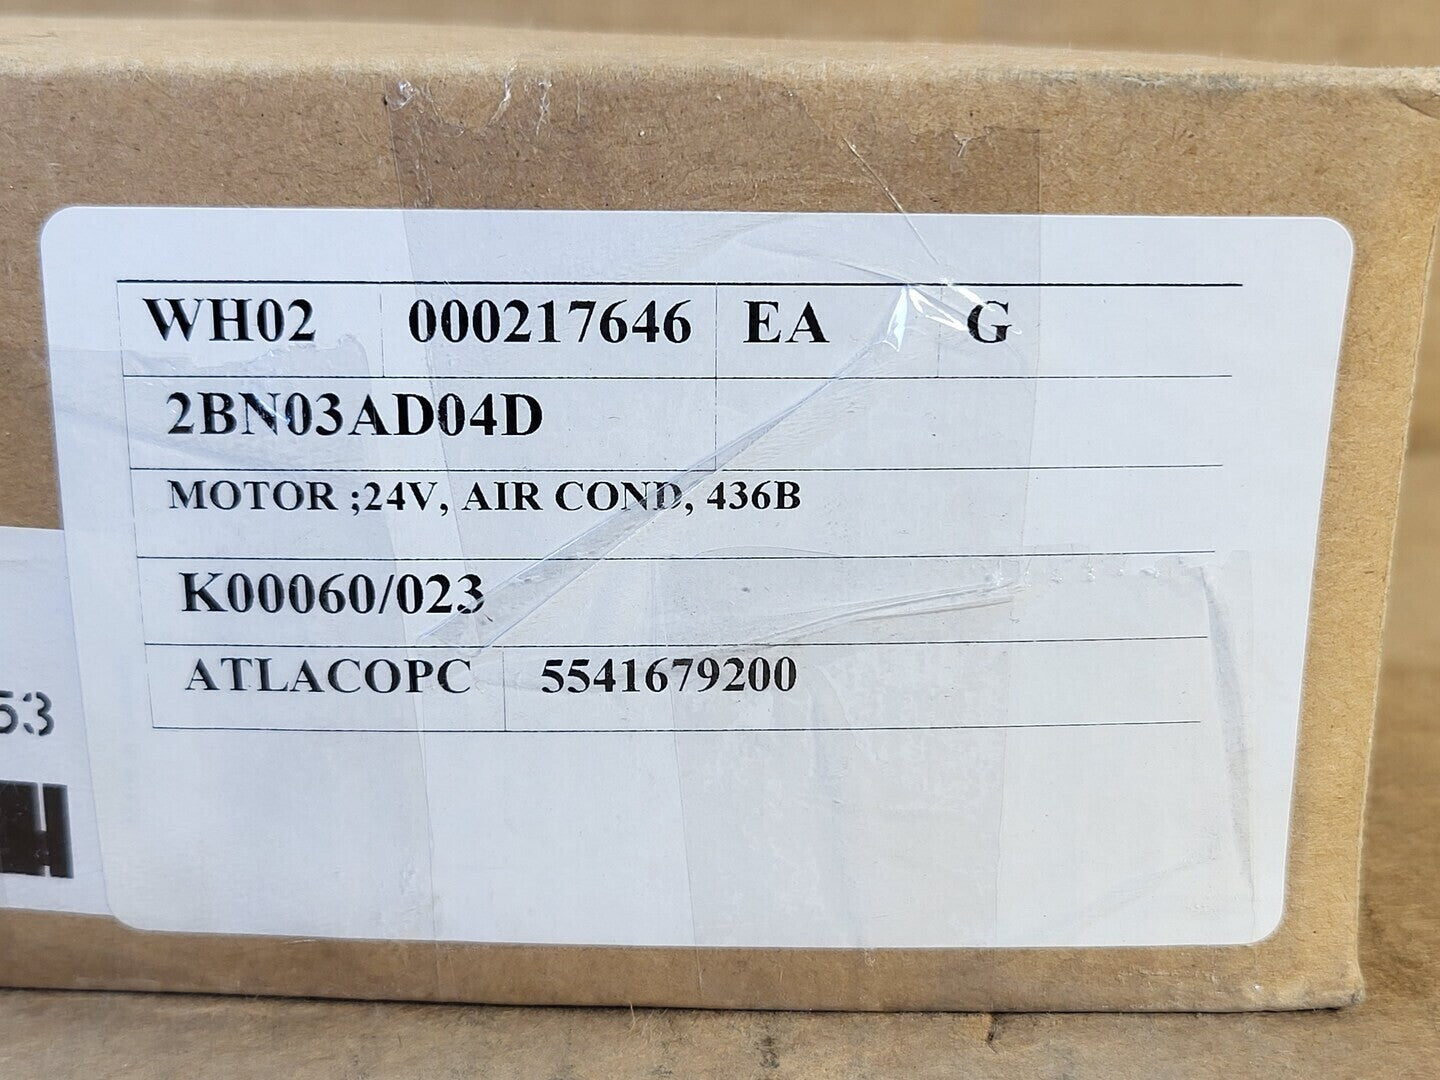 WH02 000217646 EA G
2BN03AD04D
MOTOR ;24V, AIR COND, 436B
K00060/023
ATLACOPC 5541679200
53